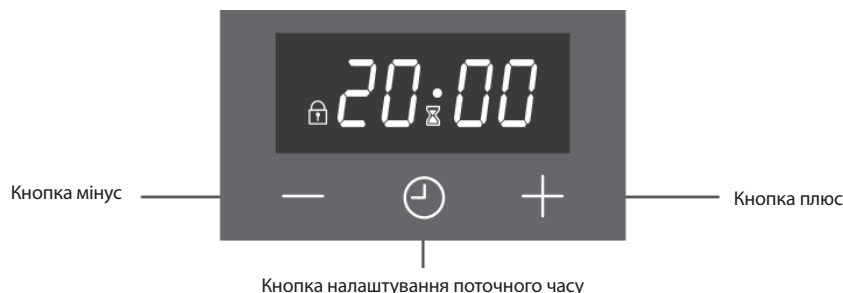 20:00
Кнопка мінус
Кнопка плюс
Кнопка налаштування поточного часу